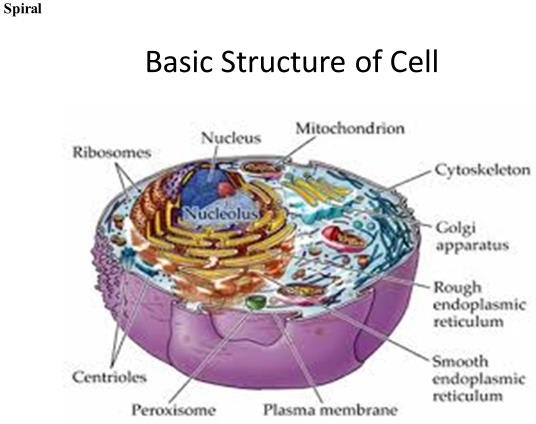 Spiral
Basic Structure of Cell
Nucleus
Mitochondrion
Ribosomes
Cytoskeleton
Nucleolus
Golgi
apparatus
Rough
endoplasmic
reticulum
Smooth
endoplasmic
reticulum
Centrioles
Peroxisome
Plasma membrane